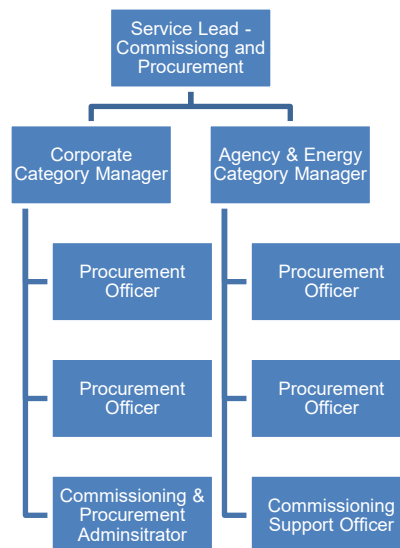 Service Lead -
Commissiong and
Procurement
Corporate
Category Manager
Agency & Energy
Category Manager
Procurement
Officer
Procurement
Officer
Procurement
Officer
Procurement
Officer
Commissioning &
Procurement
Adminsitrator
Commissioning
Support Officer